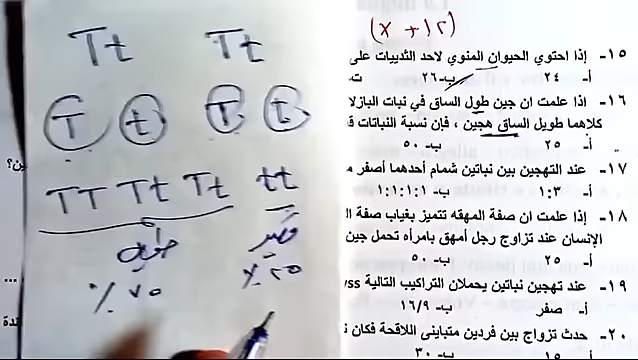 (X + ١٢)
١٥- إذا احتوي الحيوان المنوي لاحد الثدييات على
أ- ٢٤ ب- ٢٦
١٦- اذا علمت ان جين طول الساق في نبات البازلا
كلاهما طويل الساق هجين ، فإن نسبة النباتات
أ- ٢٥ ب- ٥٠
١٧- عند التهجين بين نباتين شمام أحدهما أصفر
أ- ١:٣ ب- ١:١:١:١
١٨- إذا علمت ان صفة المهقه تتميز بغياب صفة
الإنسان عند تزاوج رجل أمهق بامرأه تحمل جين
أ- ٢٥ ب- ٥٠
١٩- عند تهجين نباتين يحملان التراكيب التالية yss
أ- صفر ب- ١٦/٩
٢٠- حدث تزاوج بين فردين متباينى اللاقحة فكان
أ- ١٥ ب- ٣٠
Tt Tt
T t T t
TT Tt Tt tt
طويل قصير
٪ ٧٥ ٪ ٢٥